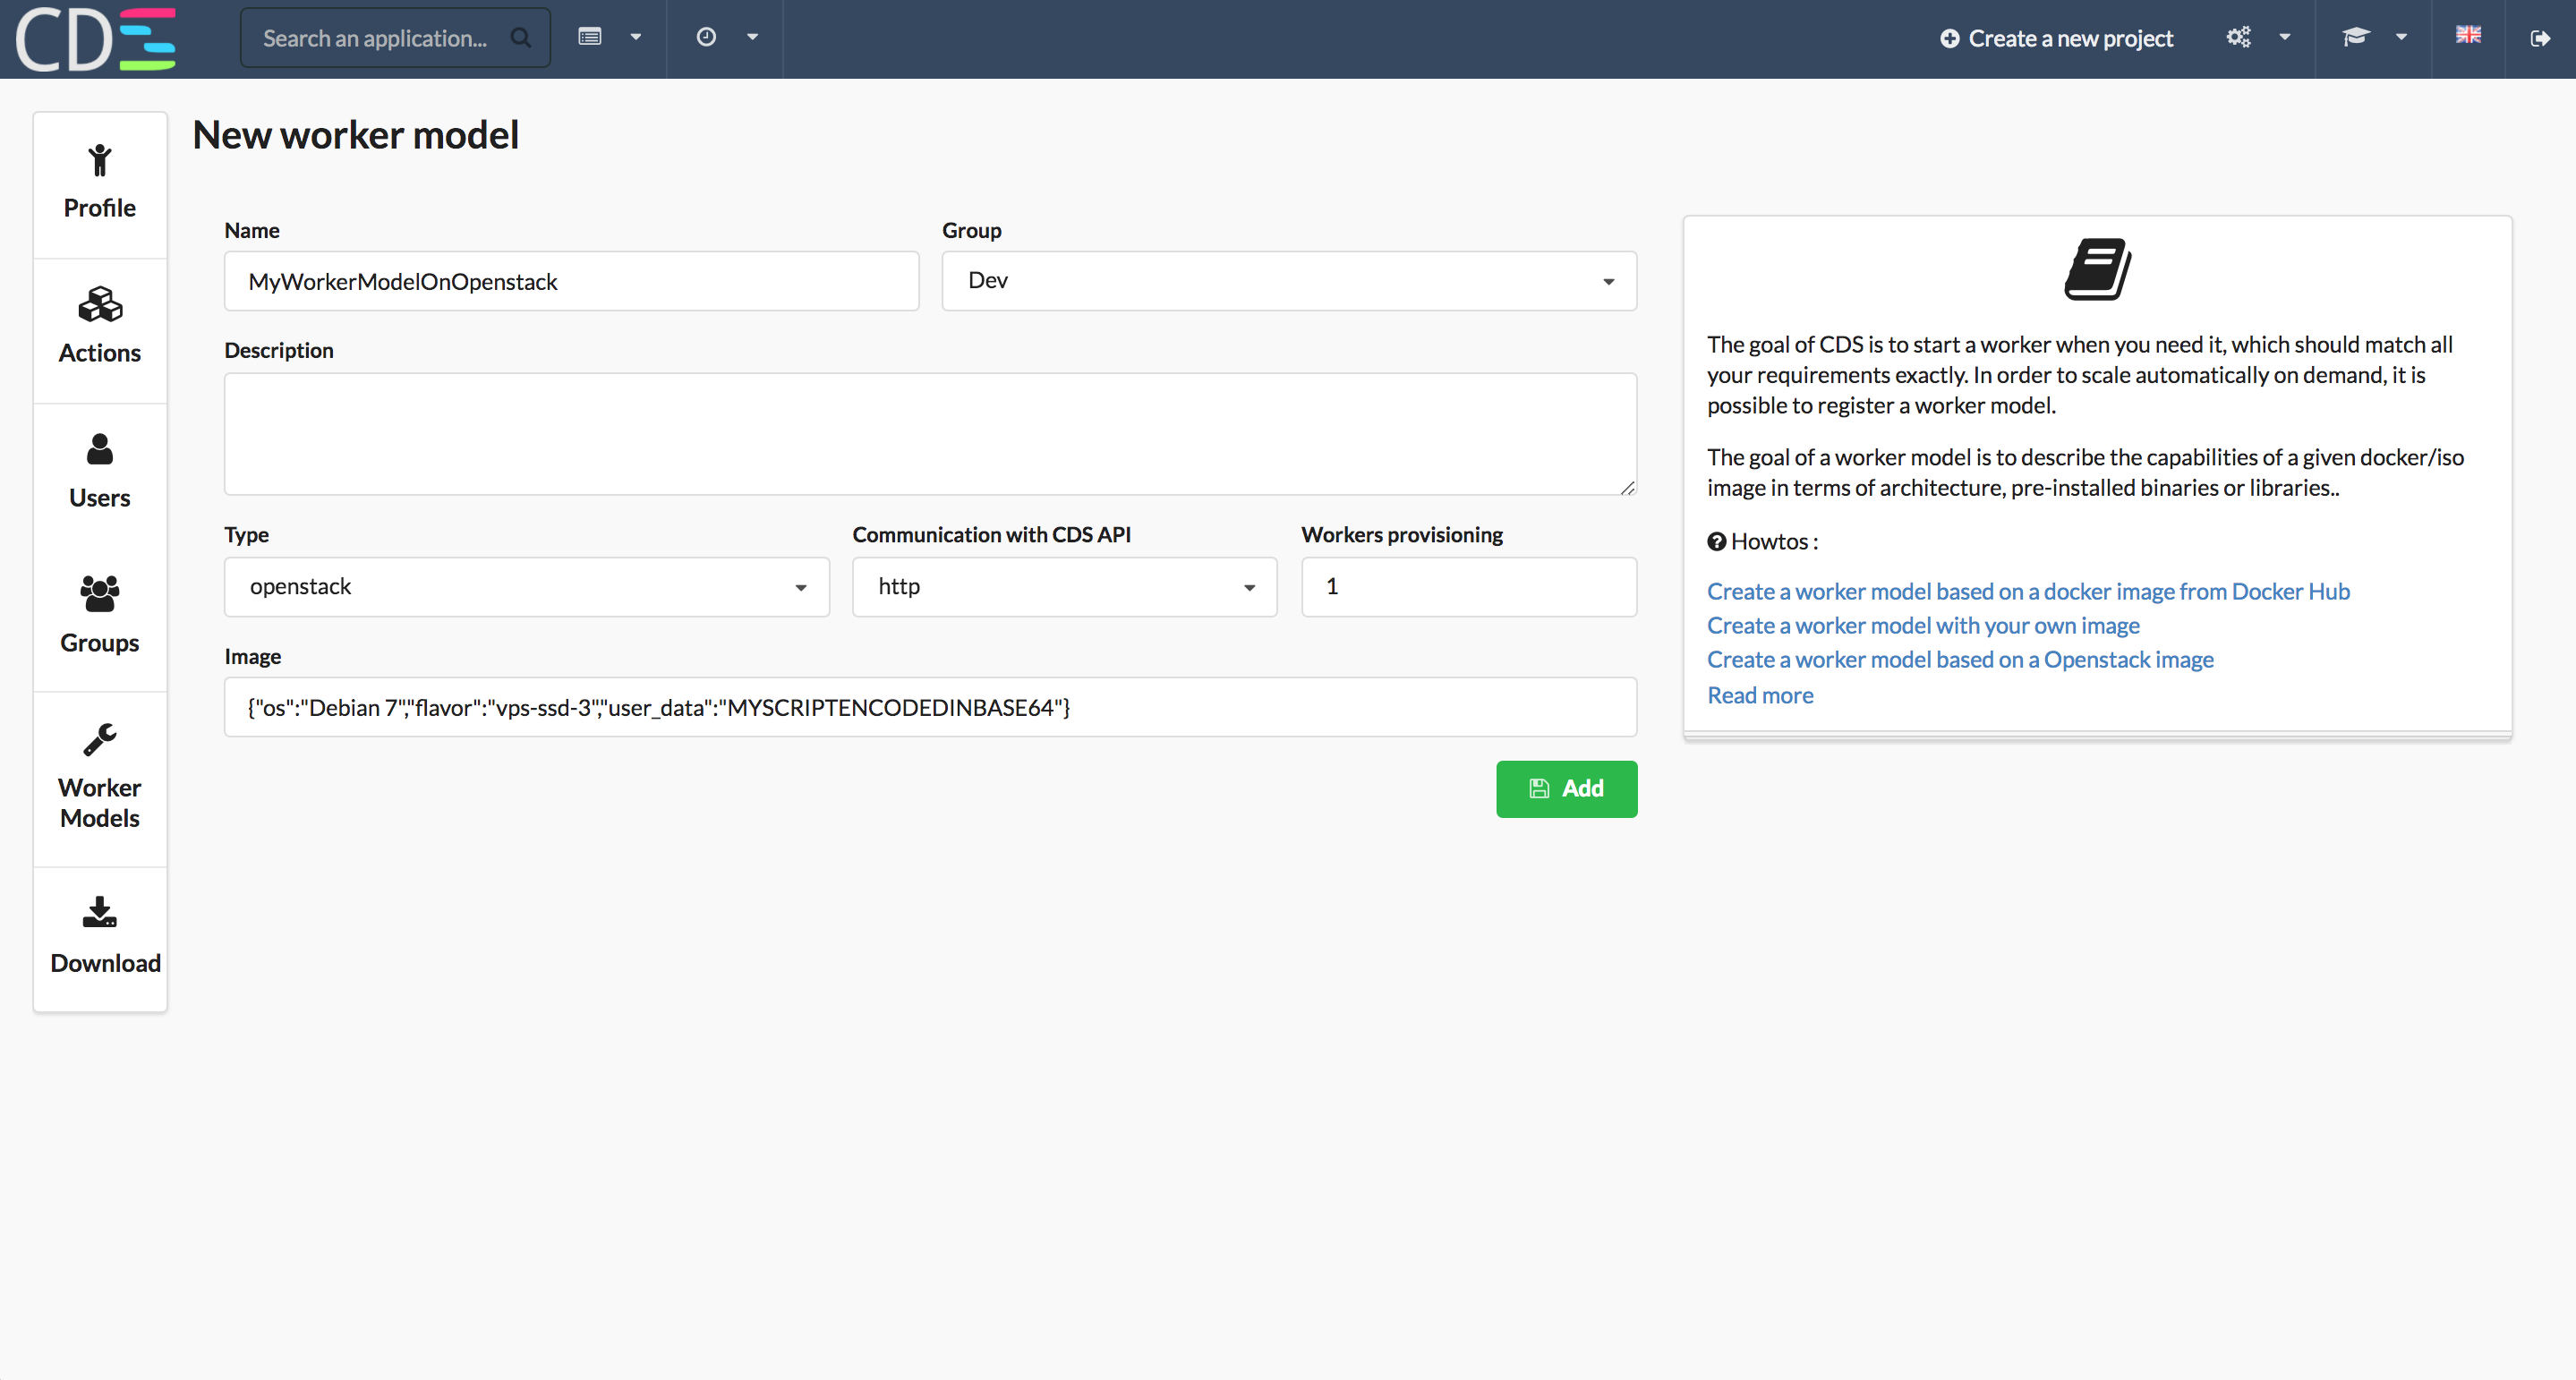 CDS
Search an application...
Create a new project
Profile
Actions
Users
Groups
Worker
Models
Download
New worker model
Name
Group
MyWorkerModelOnOpenstack
Dev
Description
Type
Communication with CDS API
Workers provisioning
openstack
http
1
Image
{"os":"Debian 7","flavor":"vps-ssd-3","user_data":"MYSCRIPTENCODEDINBASE64"}
Add
The goal of CDS is to start a worker when you need it, which should match all
your requirements exactly. In order to scale automatically on demand, it is
possible to register a worker model.
The goal of a worker model is to describe the capabilities of a given docker/iso
image in terms of architecture, pre-installed binaries or libraries..
Howtos :
Create a worker model based on a docker image from Docker Hub
Create a worker model with your own image
Create a worker model based on a Openstack image
Read more